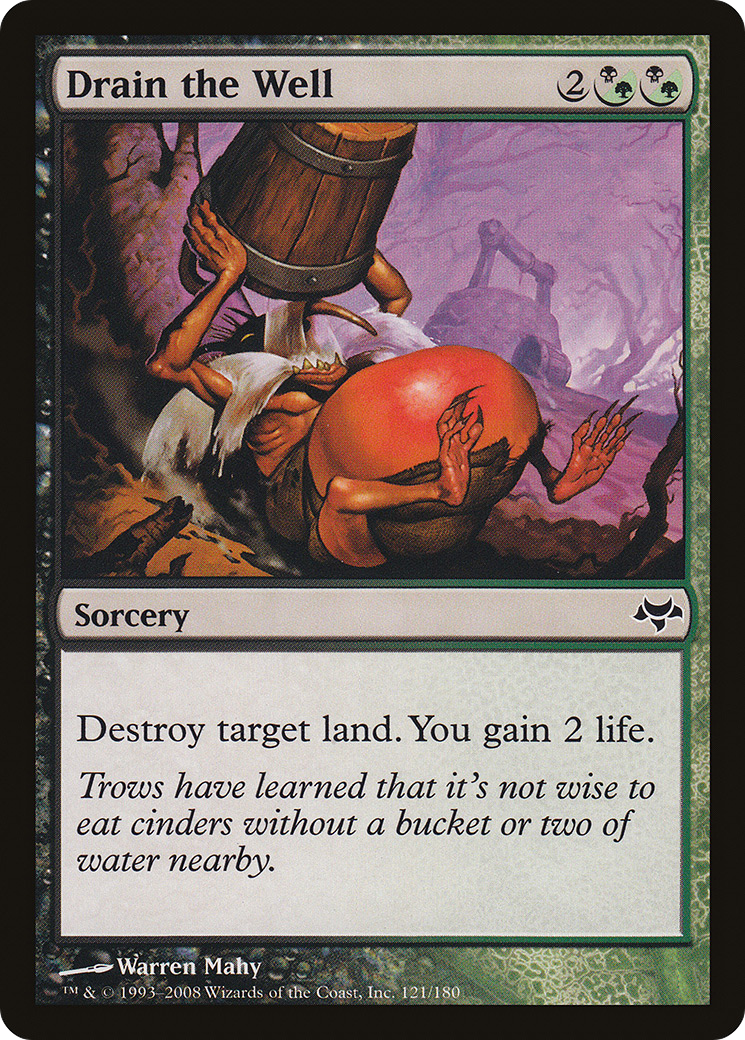 Drain the Well 2
Sorcery
Destroy target land. You gain 2 life.
Trows have learned that it's not wise to
eat cinders without a bucket or two of
water nearby.
Warren Mahy
™ & © 1993–2008 Wizards of the Coast, Inc. 121/180